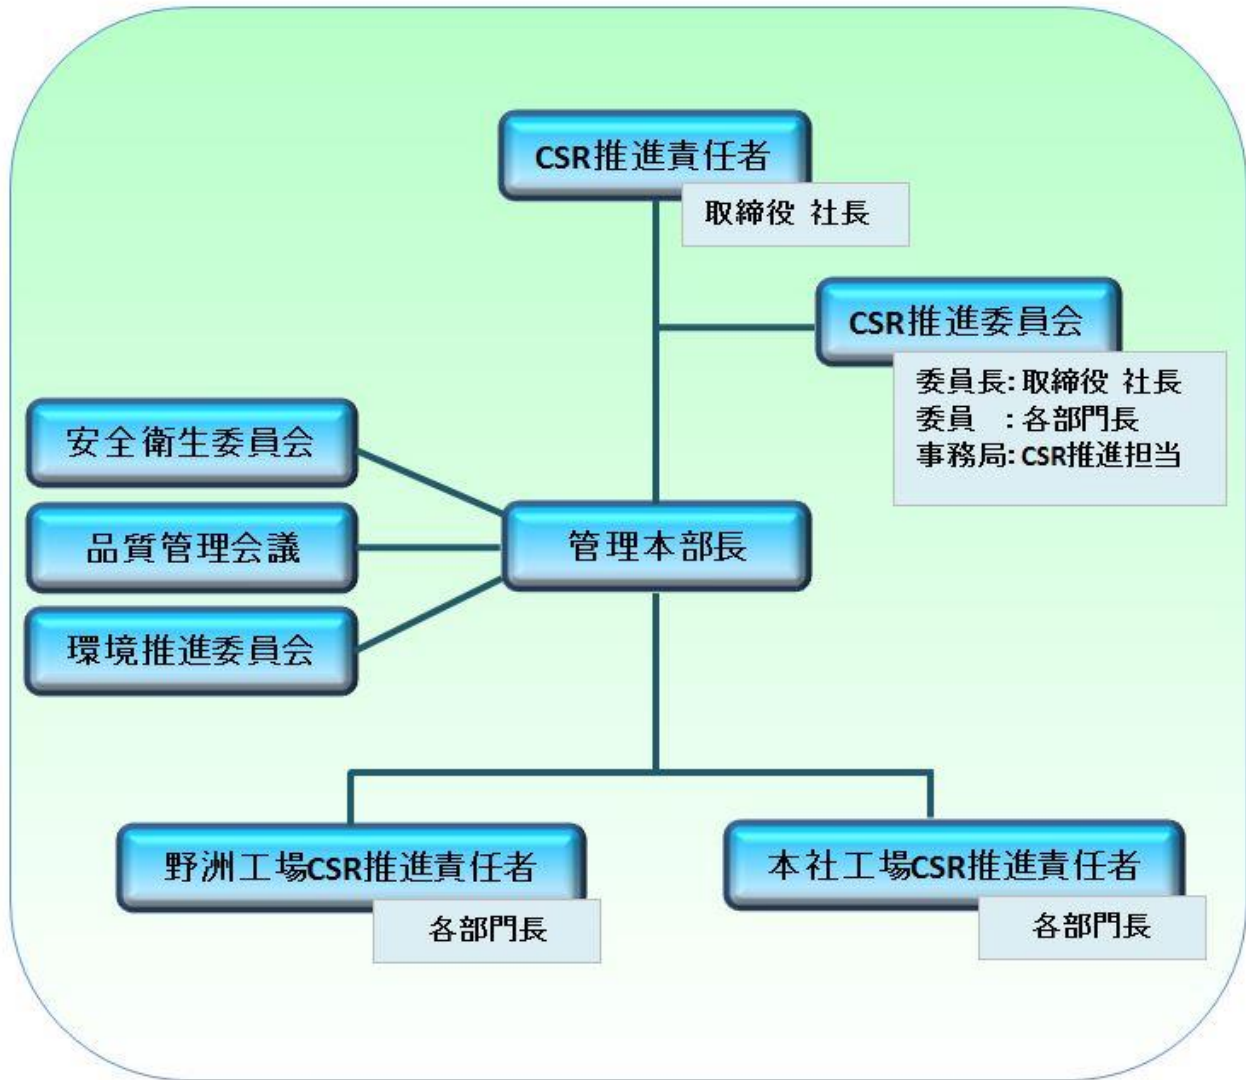 CSR推進責任者
取締役 社長
CSR推進委員会
委員長:取締役 社長
委員 :各部門長
事務局:CSR推進担当
安全衛生委員会
品質管理会議
環境推進委員会
管理本部長
野洲工場CSR推進責任者
各部門長
本社工場CSR推進責任者
各部門長